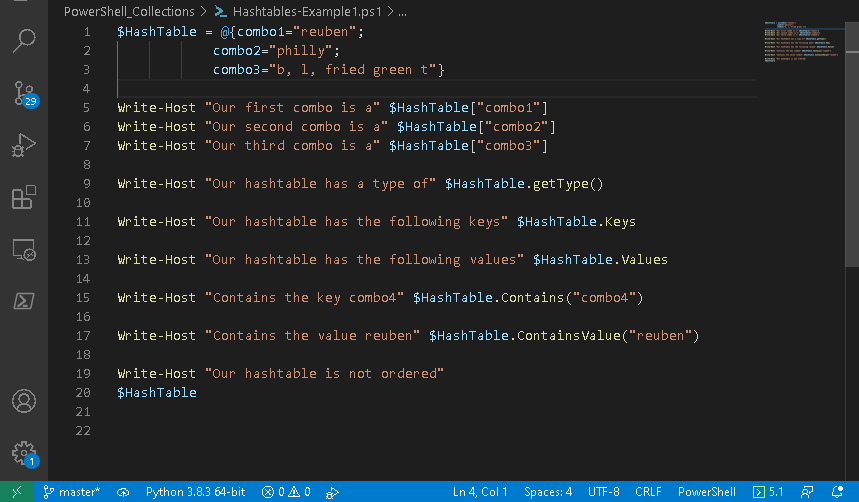 PowerShell_Collections > Hashtables-Example1.ps1 > ...
1 $HashTable = @{combo1="reuben";
2 combo2="philly";
3 combo3="b, l, fried green t"}
4
5 Write-Host "Our first combo is a" $HashTable["combo1"]
6 Write-Host "Our second combo is a" $HashTable["combo2"]
7 Write-Host "Our third combo is a" $HashTable["combo3"]
8
9 Write-Host "Our hashtable has a type of" $HashTable.getType()
10
11 Write-Host "Our hashtable has the following keys" $HashTable.Keys
12
13 Write-Host "Our hashtable has the following values" $HashTable.Values
14
15 Write-Host "Contains the key combo4" $HashTable.Contains("combo4")
16
17 Write-Host "Contains the value reuben" $HashTable.ContainsValue("reuben")
18
19 Write-Host "Our hashtable is not ordered"
20 $HashTable
21
22
29
1
master* Python 3.8.3 64-bit 0 0 Ln 4, Col 1 Spaces: 4 UTF-8 CRLF PowerShell 5.1